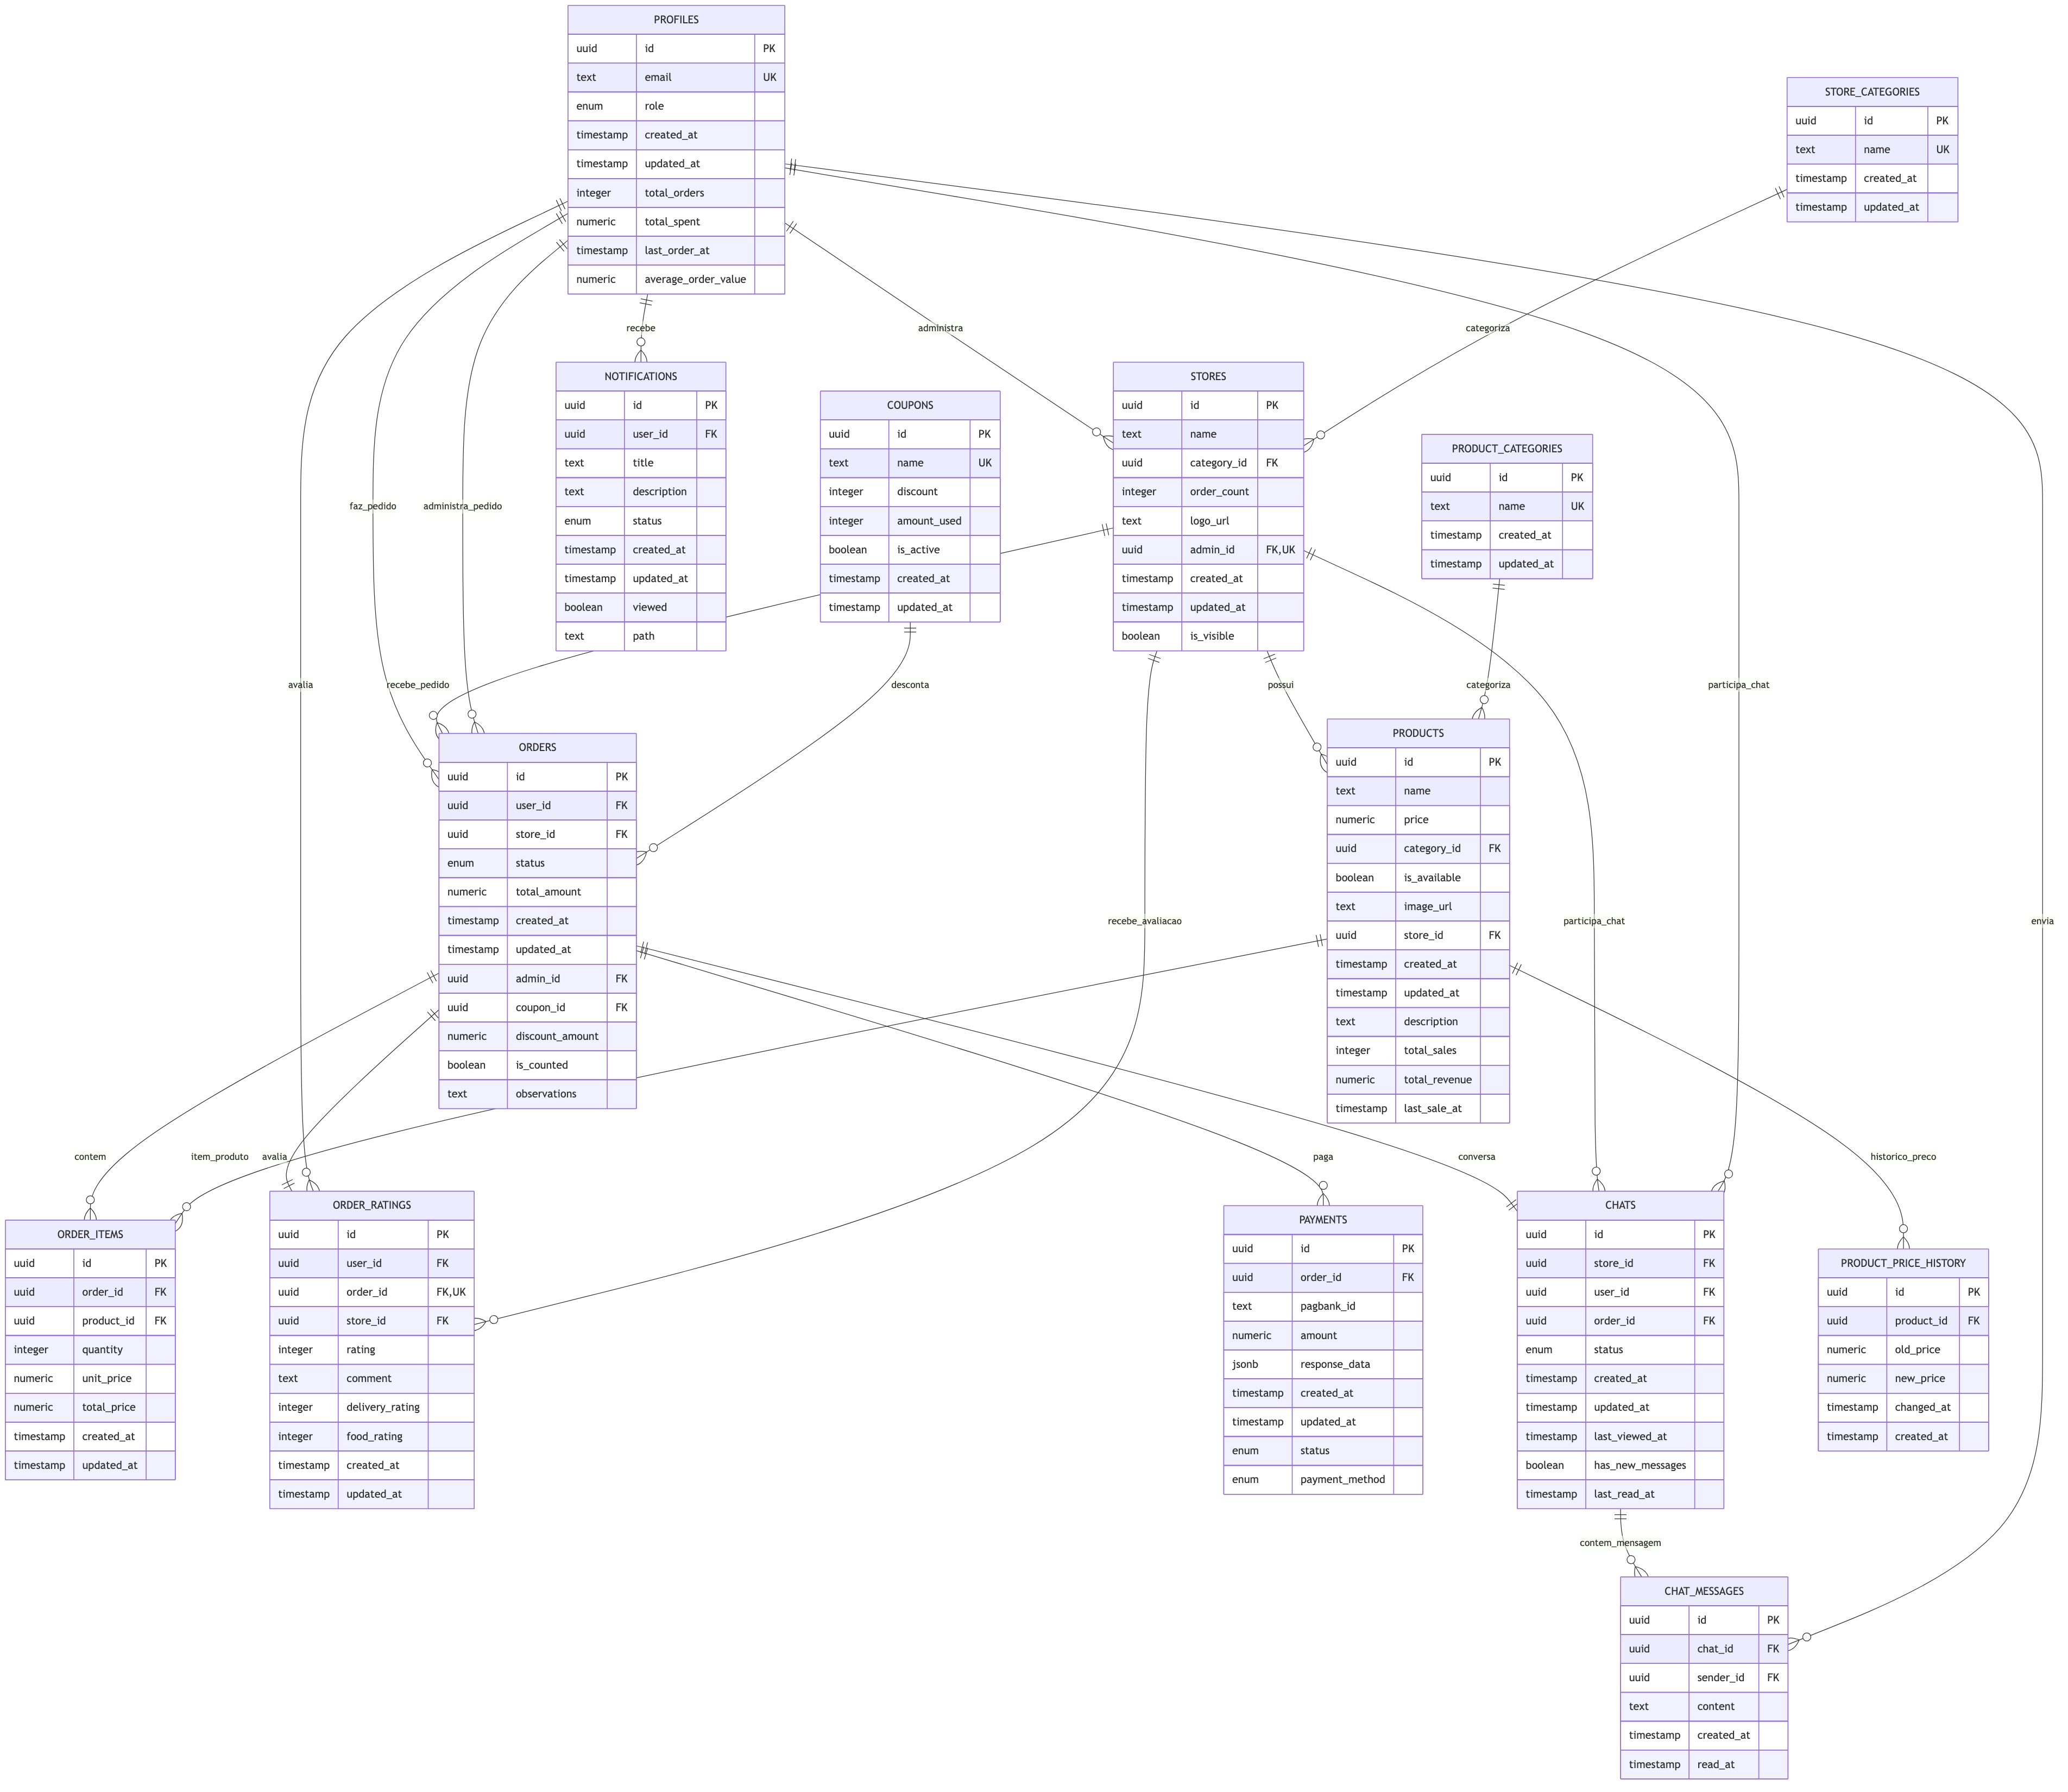 PROFILES
uuid id PK
text email UK
enum role
timestamp created_at
timestamp updated_at
integer total_orders
numeric total_spent
timestamp last_order_at
numeric average_order_value
STORE_CATEGORIES
uuid id PK
text name UK
timestamp created_at
timestamp updated_at
recebe
administra
categoriza
NOTIFICATIONS
uuid id PK
uuid user_id FK
text title
text description
enum status
timestamp created_at
timestamp updated_at
boolean viewed
text path
COUPONS
uuid id PK
text name UK
integer discount
integer amount_used
boolean is_active
timestamp created_at
timestamp updated_at
STORES
uuid id PK
text name
uuid category_id FK
integer order_count
text logo_url
uuid admin_id FK,UK
timestamp created_at
timestamp updated_at
boolean is_visible
PRODUCT_CATEGORIES
uuid id PK
text name UK
timestamp created_at
timestamp updated_at
faz_pedido
administra_pedido
avalia
recebe_pedido
desconta
possui
categoriza
participa_chat
ORDERS
uuid id PK
uuid user_id FK
uuid store_id FK
enum status
numeric total_amount
timestamp created_at
timestamp updated_at
uuid admin_id FK
uuid coupon_id FK
numeric discount_amount
boolean is_counted
text observations
PRODUCTS
uuid id PK
text name
numeric price
uuid category_id FK
boolean is_available
text image_url
uuid store_id FK
timestamp created_at
timestamp updated_at
text description
integer total_sales
numeric total_revenue
timestamp last_sale_at
recebe_avaliacao
participa_chat
envia
contem
item_produto
avalia
paga
conversa
historico_preco
ORDER_ITEMS
uuid id PK
uuid order_id FK
uuid product_id FK
integer quantity
numeric unit_price
numeric total_price
timestamp created_at
timestamp updated_at
ORDER_RATINGS
uuid id PK
uuid user_id FK
uuid order_id FK,UK
uuid store_id FK
integer rating
text comment
integer delivery_rating
integer food_rating
timestamp created_at
timestamp updated_at
PAYMENTS
uuid id PK
uuid order_id FK
text pagbank_id
numeric amount
jsonb response_data
timestamp created_at
timestamp updated_at
enum status
enum payment_method
CHATS
uuid id PK
uuid store_id FK
uuid user_id FK
uuid order_id FK
enum status
timestamp created_at
timestamp updated_at
timestamp last_viewed_at
boolean has_new_messages
timestamp last_read_at
PRODUCT_PRICE_HISTORY
uuid id PK
uuid product_id FK
numeric old_price
numeric new_price
timestamp changed_at
timestamp created_at
contem_mensagem
CHAT_MESSAGES
uuid id PK
uuid chat_id FK
uuid sender_id FK
text content
timestamp created_at
timestamp read_at